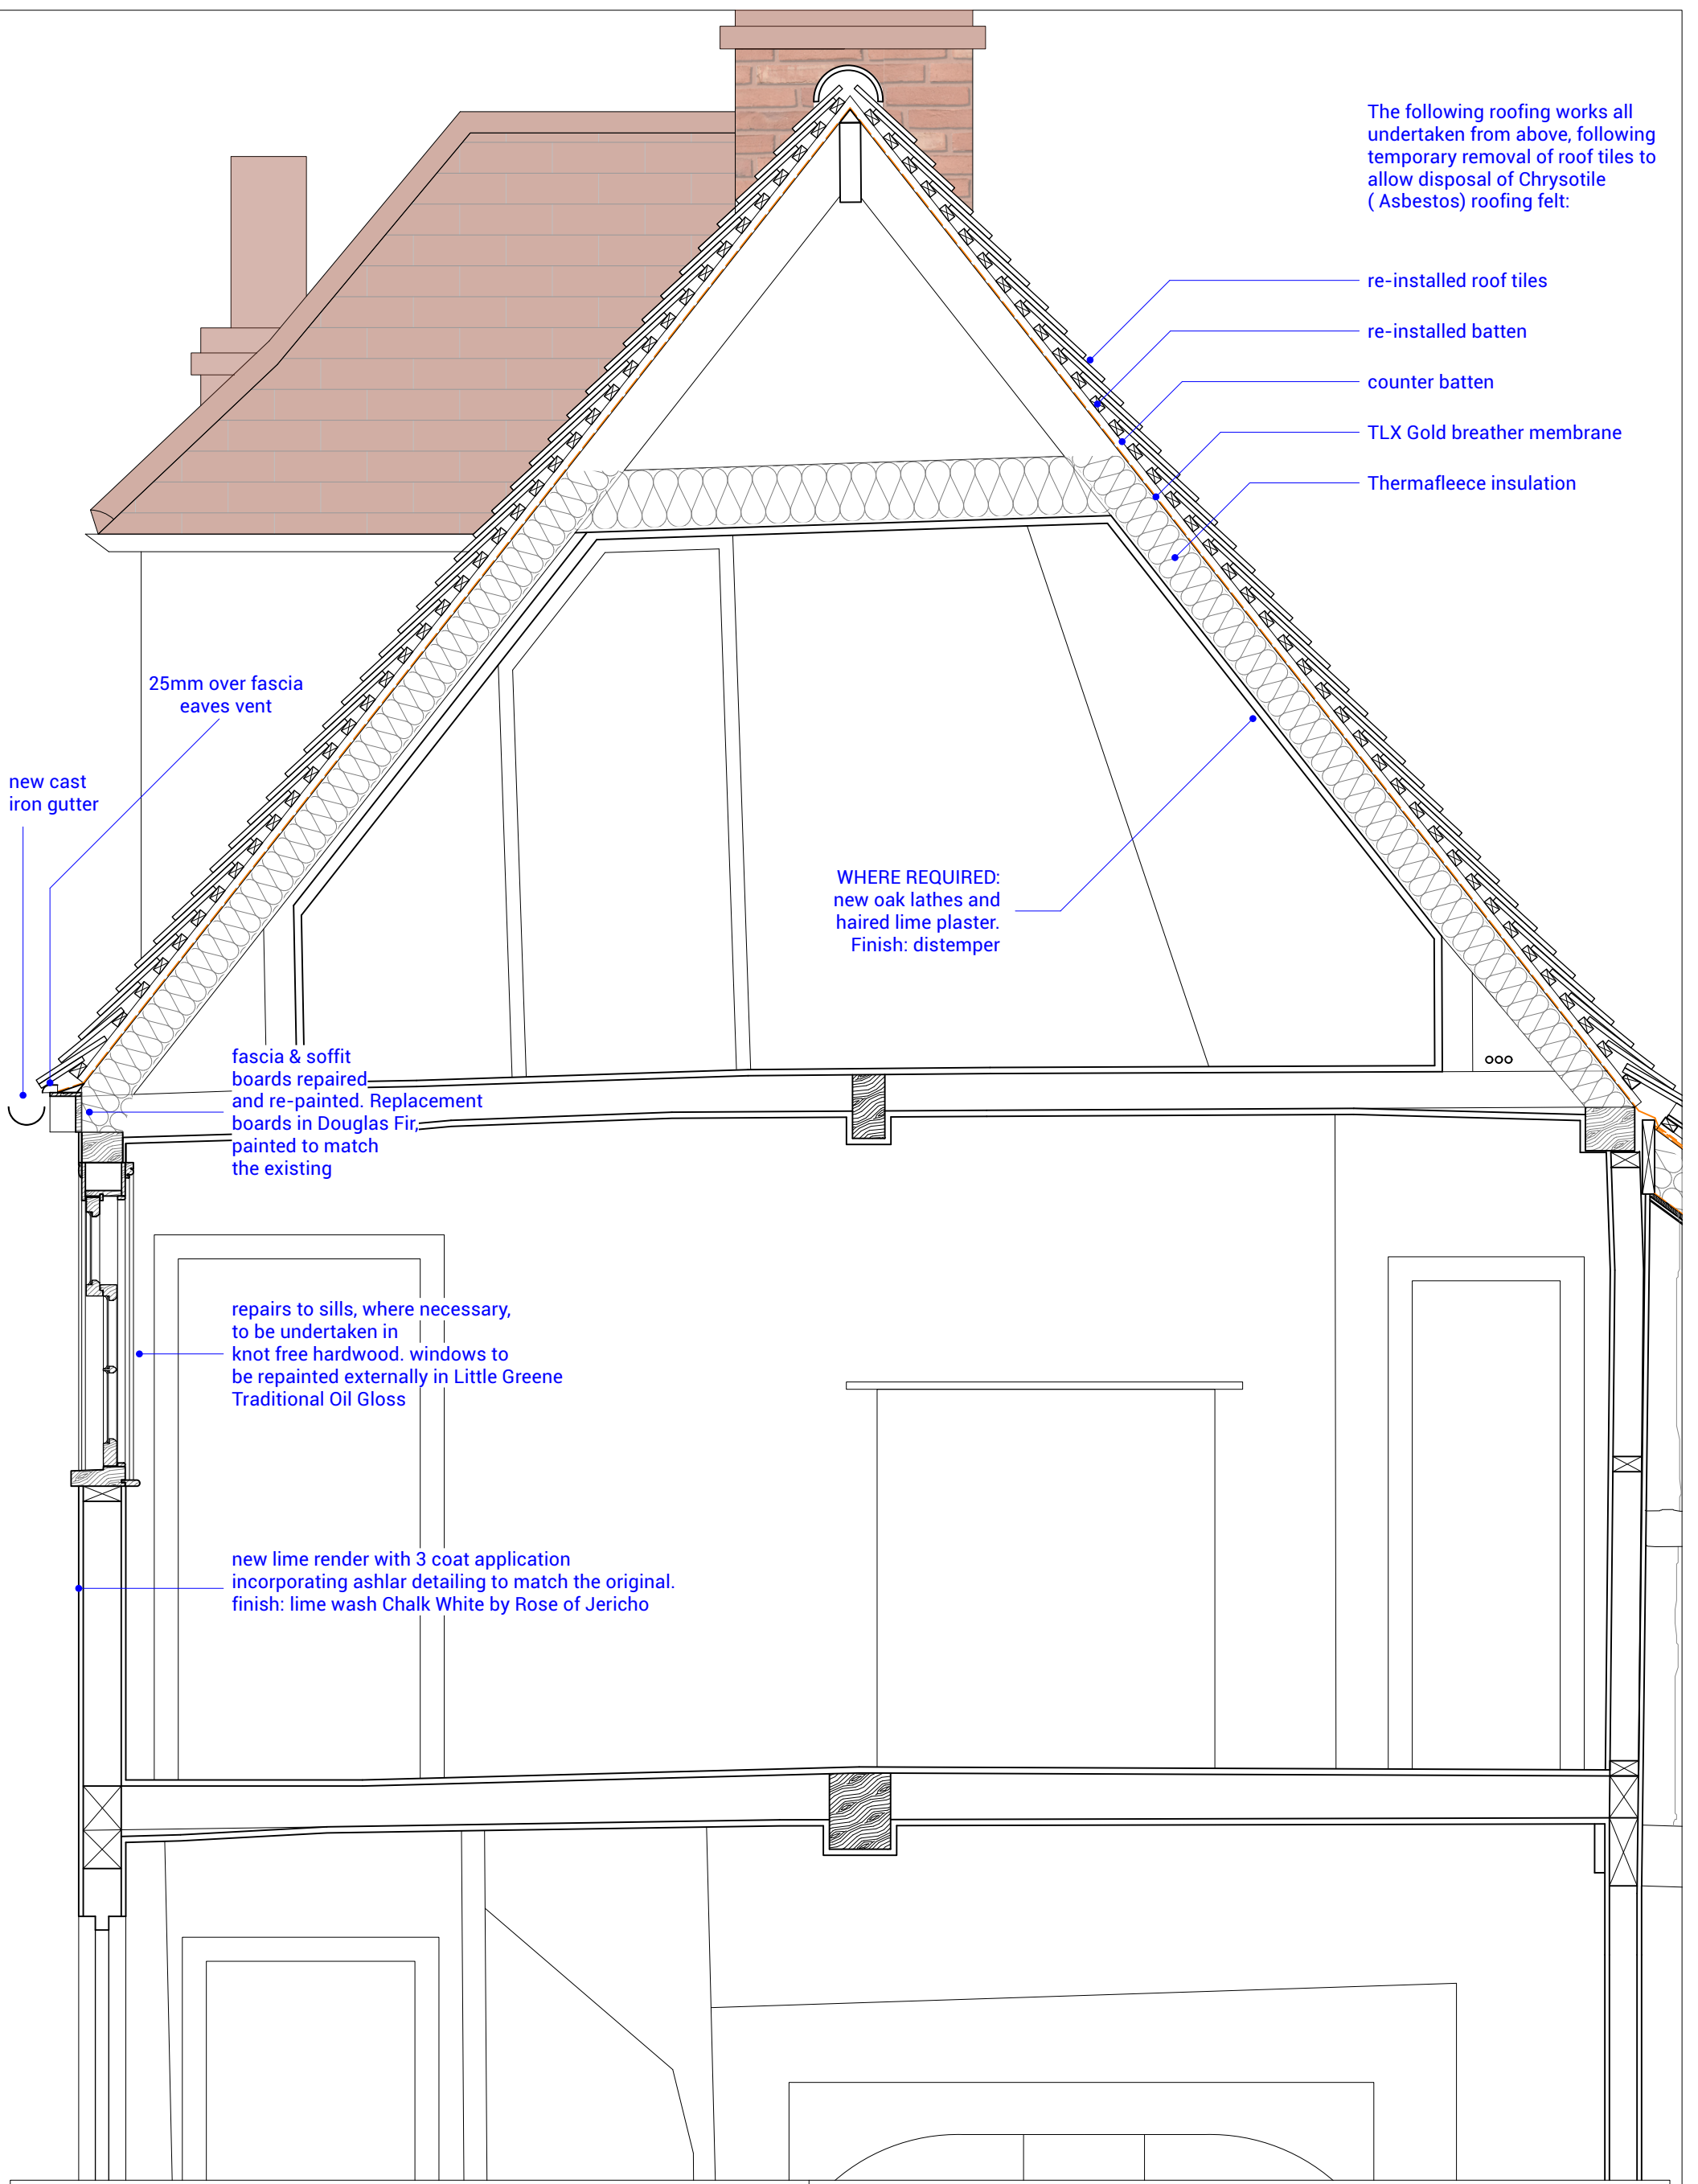 The following roofing works all
undertaken from above, following
temporary removal of roof tiles to
allow disposal of Chrysotile
( Asbestos) roofing felt:
re-installed roof tiles
re-installed batten
counter batten
TLX Gold breather membrane
Thermafleece insulation
25mm over fascia
eaves vent
new cast
iron gutter
WHERE REQUIRED:
new oak lathes and
haired lime plaster.
Finish: distemper
fascia & soffit
boards repaired
and re-painted. Replacement
boards in Douglas Fir,
painted to match
the existing
repairs to sills, where necessary,
to be undertaken in
knot free hardwood. windows to
be repainted externally in Little Greene
Traditional Oil Gloss
new lime render with 3 coat application
incorporating ashlar detailing to match the original.
finish: lime wash Chalk White by Rose of Jericho